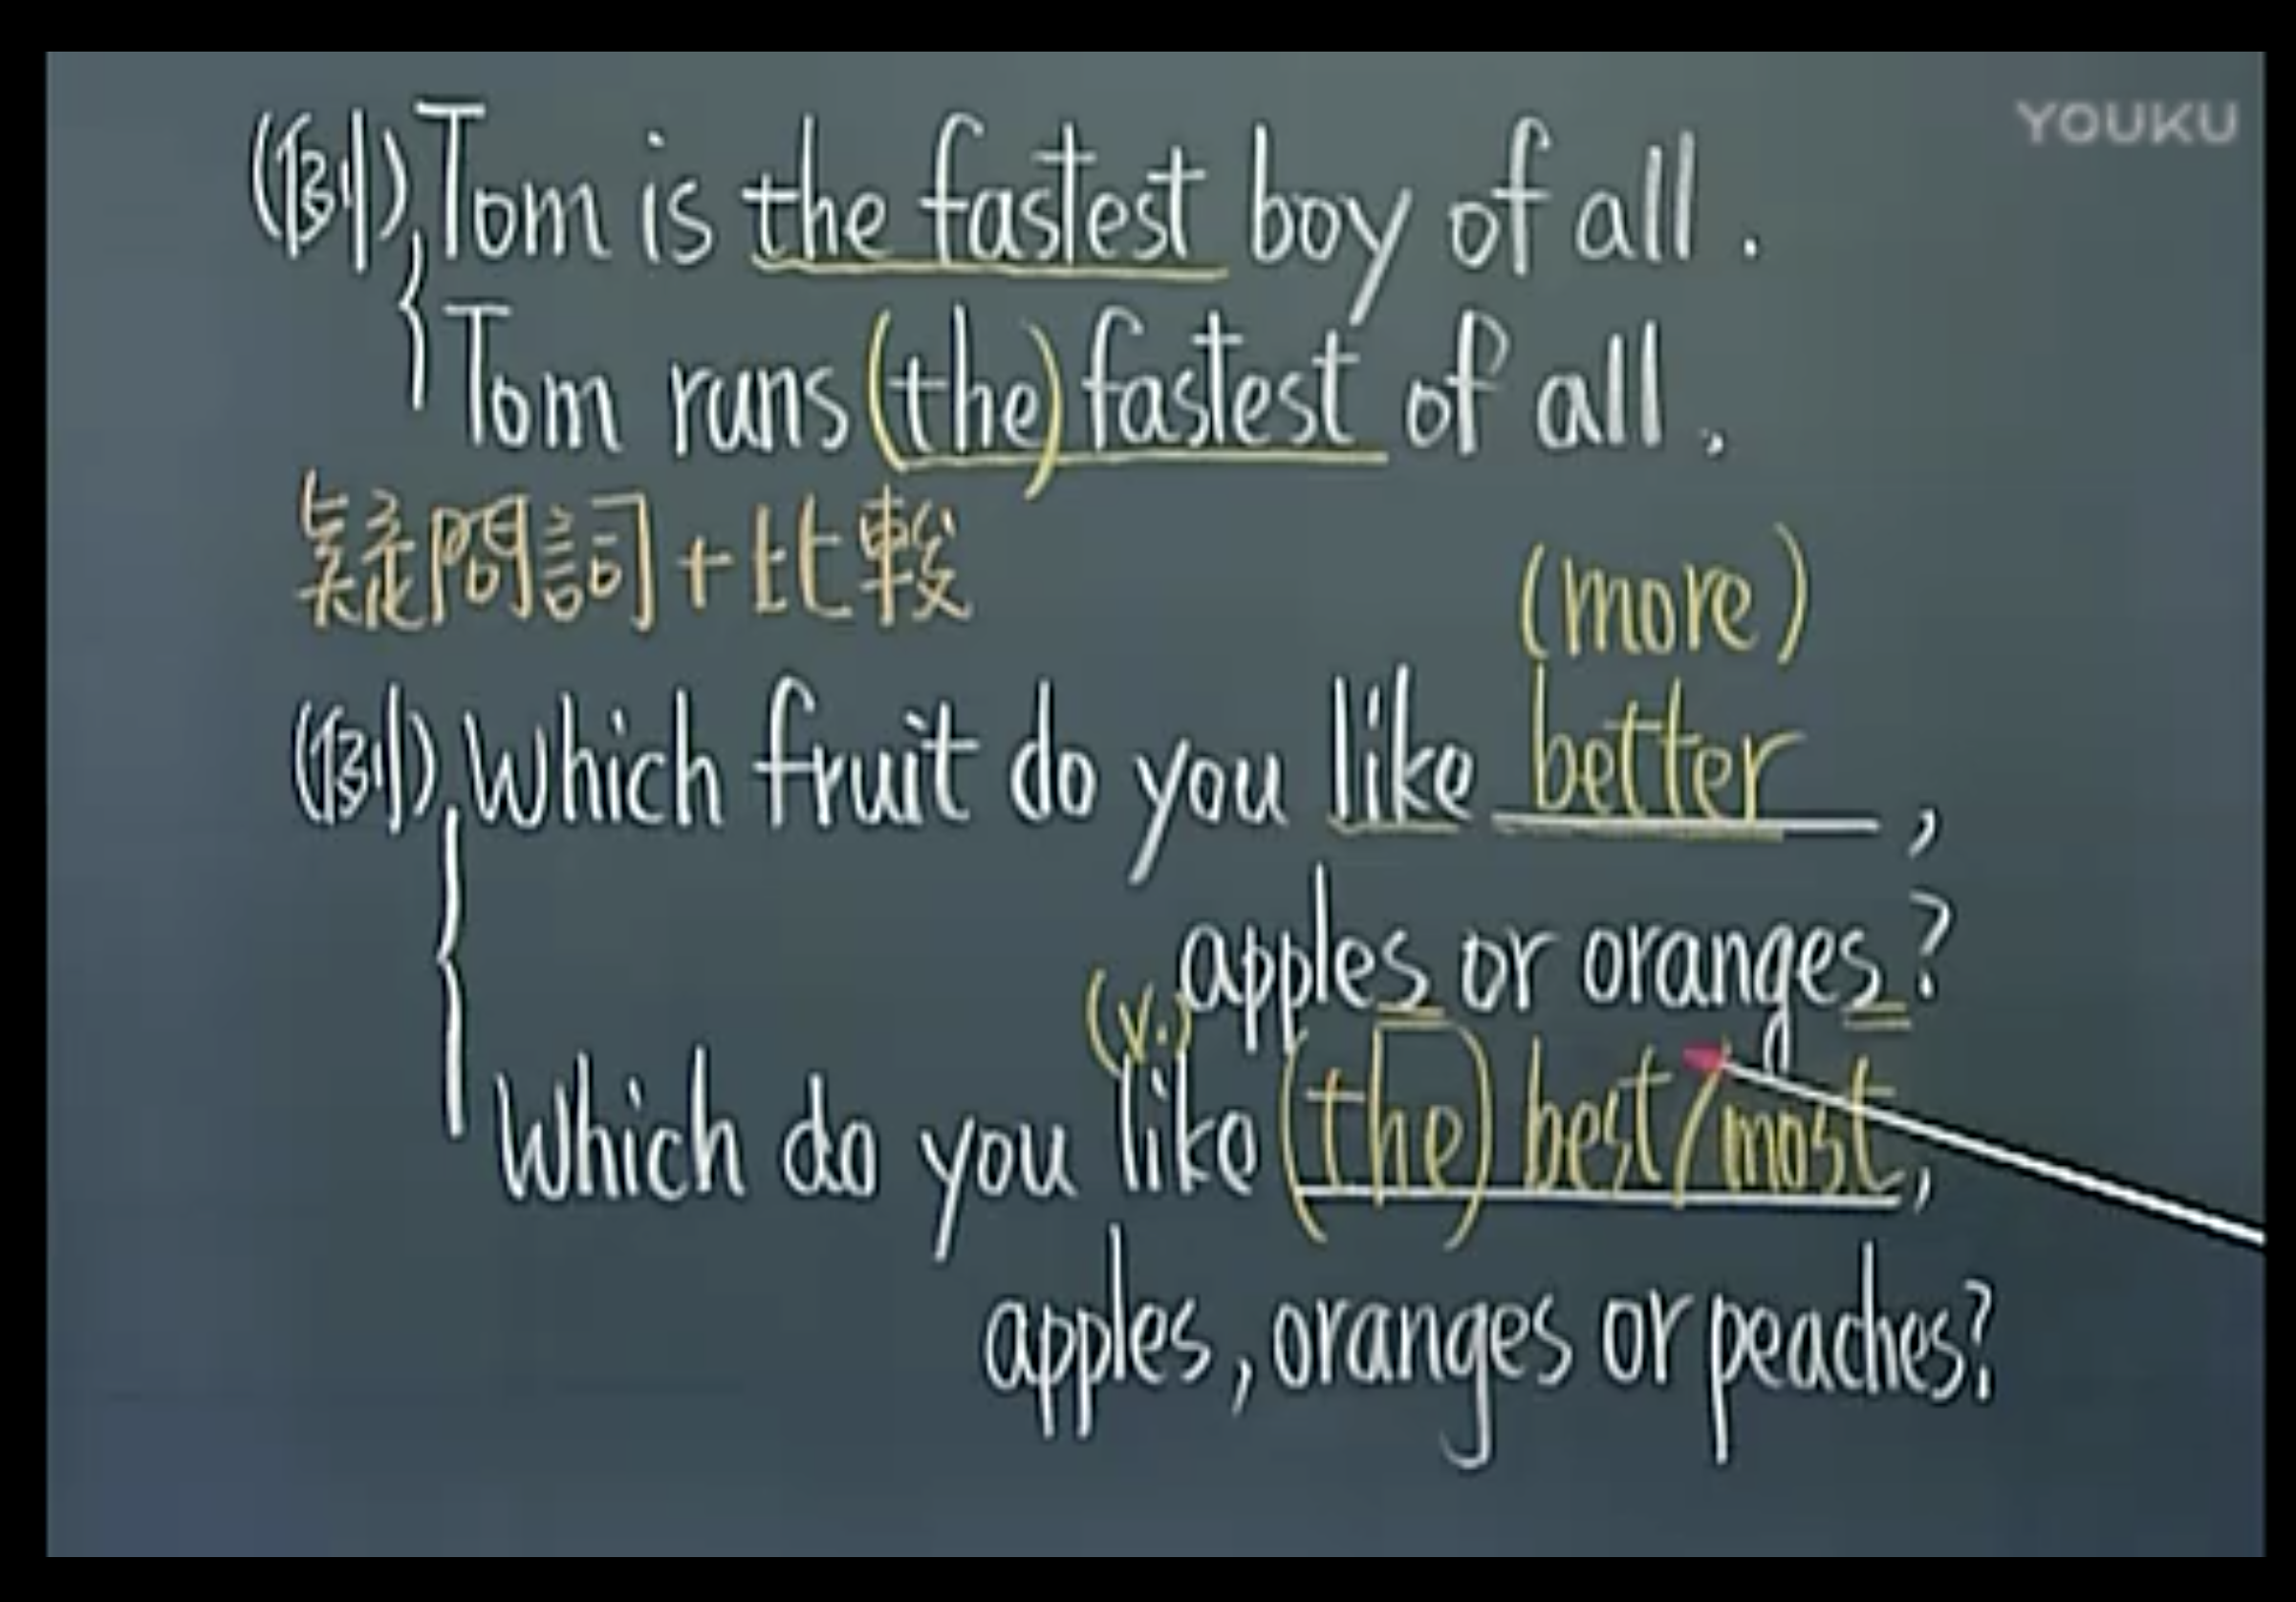 YOUKU
(例) Tom is the fastest boy of all.
Tom runs (the) fastest of all.
疑問詞+比較
(more)
(例) Which fruit do you like better,
apples or oranges?
(v.)
Which do you like (the) best/most,
apples, oranges or peaches?